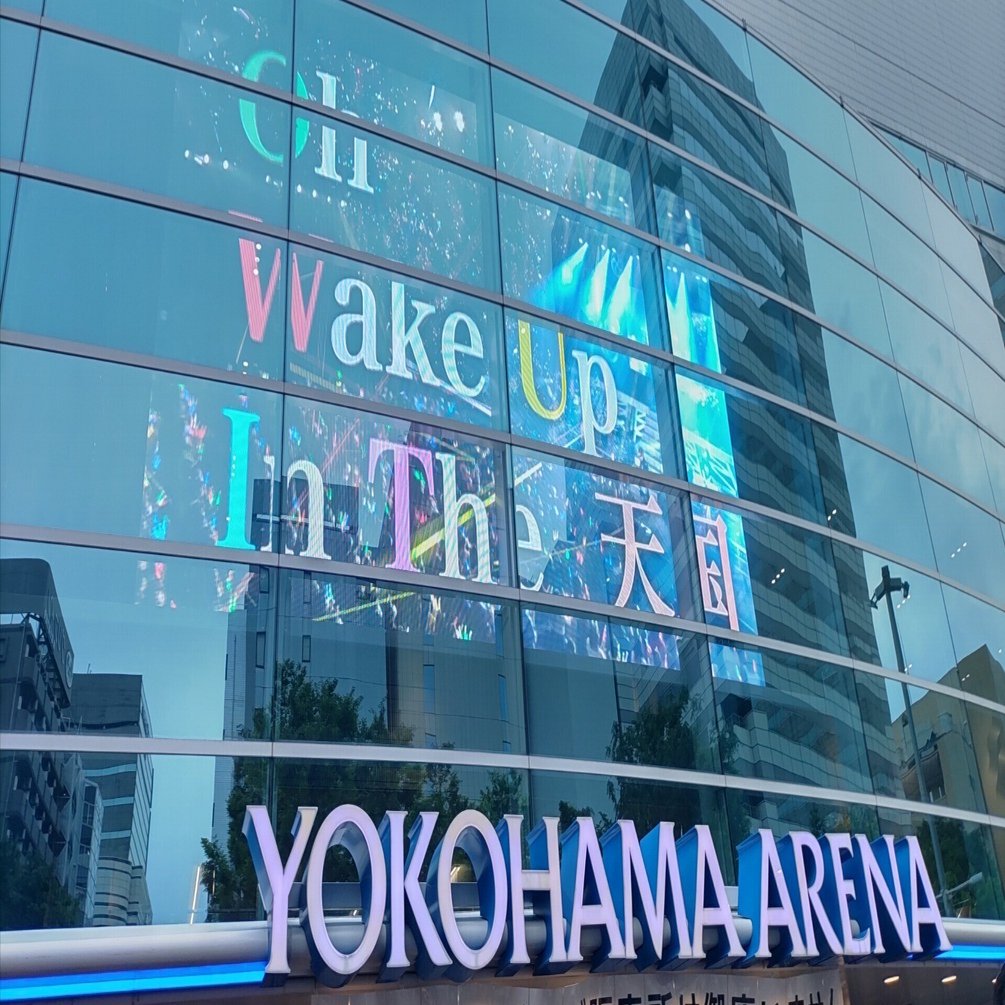 Oh'
Wake Up
In The 天国
YOKOHAMA ARENA